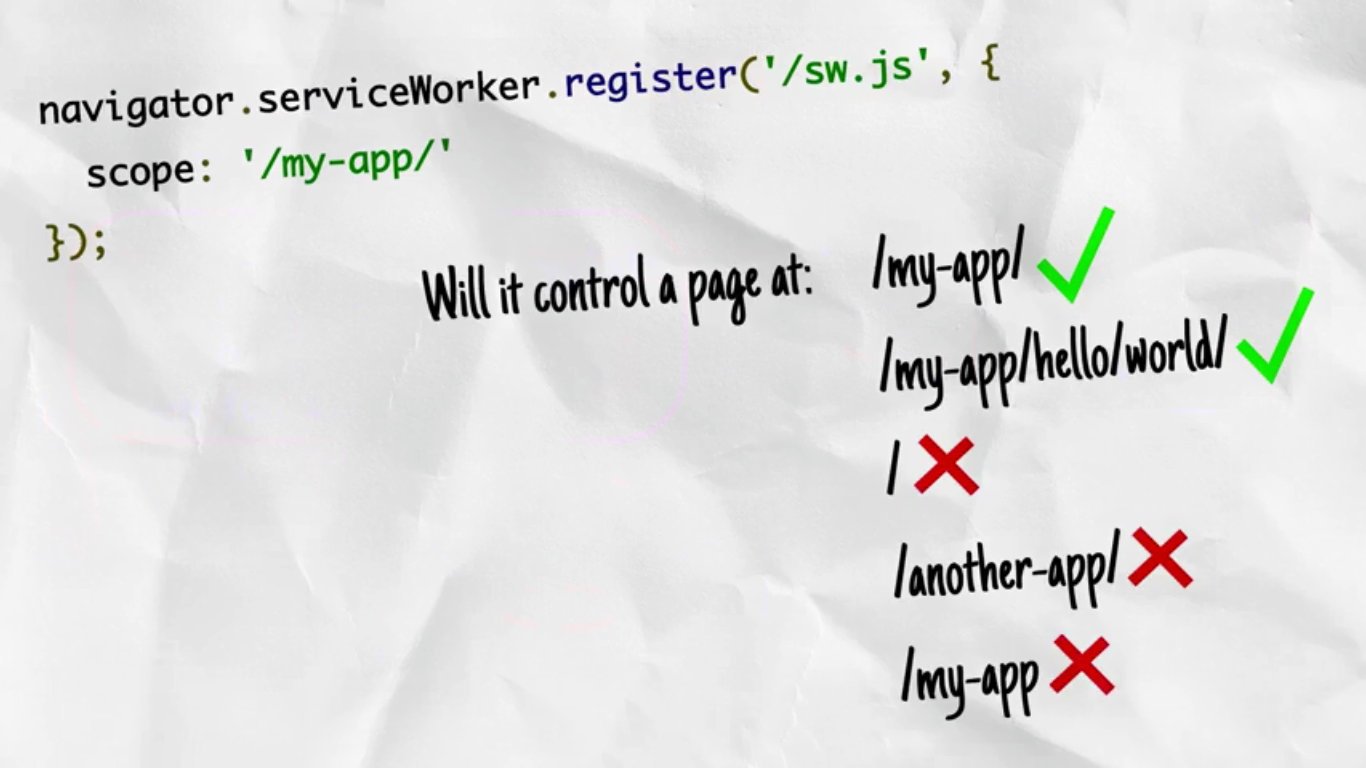 navigator.serviceWorker.register('/sw.js', {
scope: '/my-app/'
});
Will it control a page at:
/my-app/
/my-app/hello/world/
/
/another-app/
/my-app